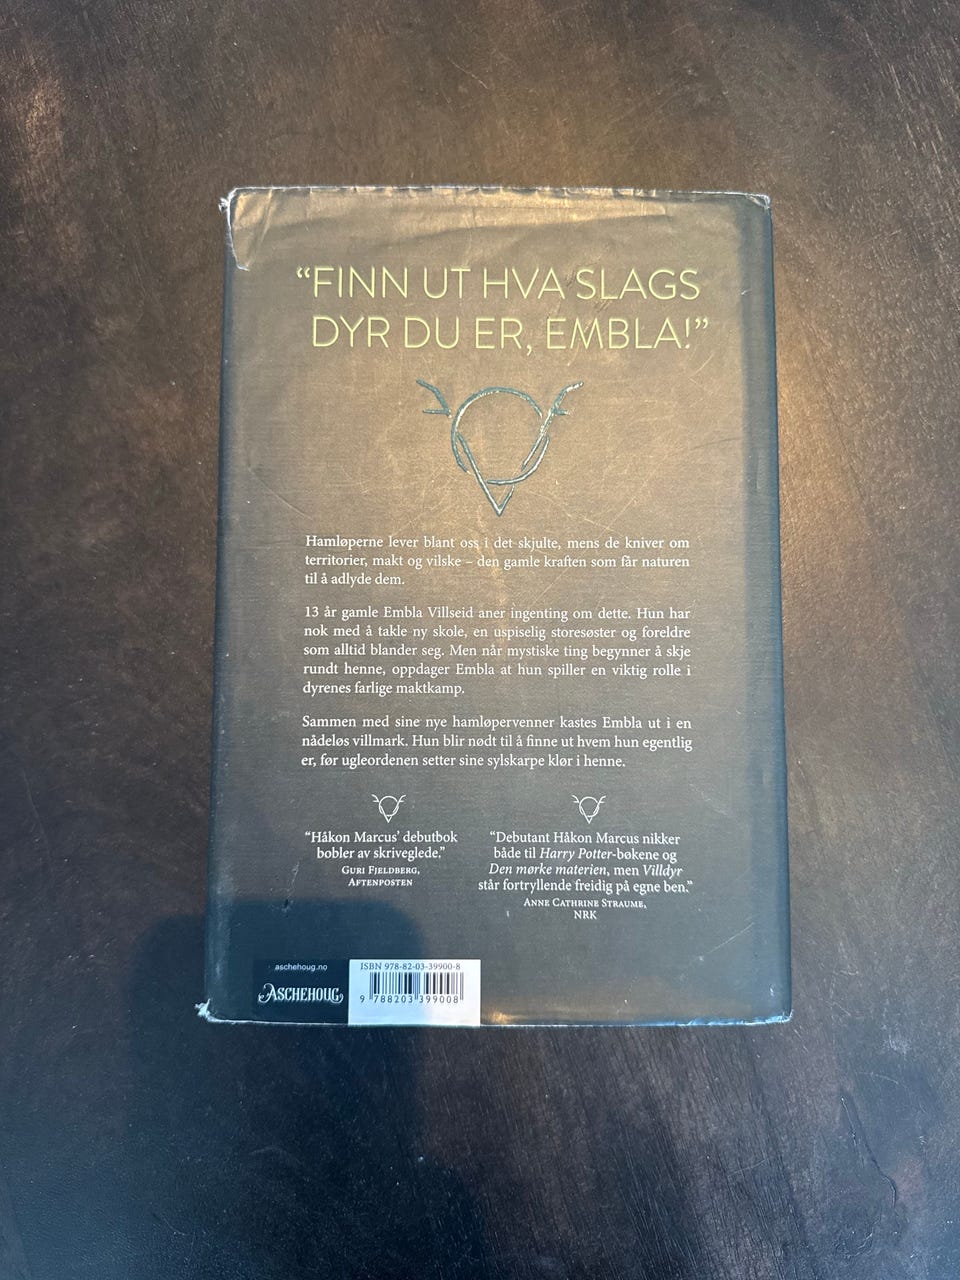 “FINN UT HVA SLAGS
DYR DU ER, EMBLA!”
Hamløperne lever blant oss i det skjulte, mens de kniver om
territorier, makt og vilske – den gamle kraften som får naturen
til å adlyde dem.
13 år gamle Embla Villseid aner ingenting om dette. Hun har
nok med å takle ny skole, en uspiselig storesøster og foreldre
som alltid blander seg. Men når mystiske ting begynner å skje
rundt henne, oppdager Embla at hun spiller en viktig rolle i
dyrenes farlige maktkamp.
Sammen med sine nye hamløpervenner kastes Embla ut i en
nådeløs villmark. Hun blir nødt til å finne ut hvem hun egentlig
er, før ugleordenen setter sine sylskarpe klør i henne.
“Håkon Marcus’ debutbok
bobler av skriveglede.”
GURI FJELDBERG,
AFTENPOSTEN
“Debutant Håkon Marcus nikker
både til Harry Potter-bøkene og
Den mørke materien, men Villdyr
står fortryllende freidig på egne ben.”
ANNE CATHRINE STRAUME,
NRK
aschehoug.no
ASCHEHOUG
ISBN 978-82-03-39900-8
9 788203 399008